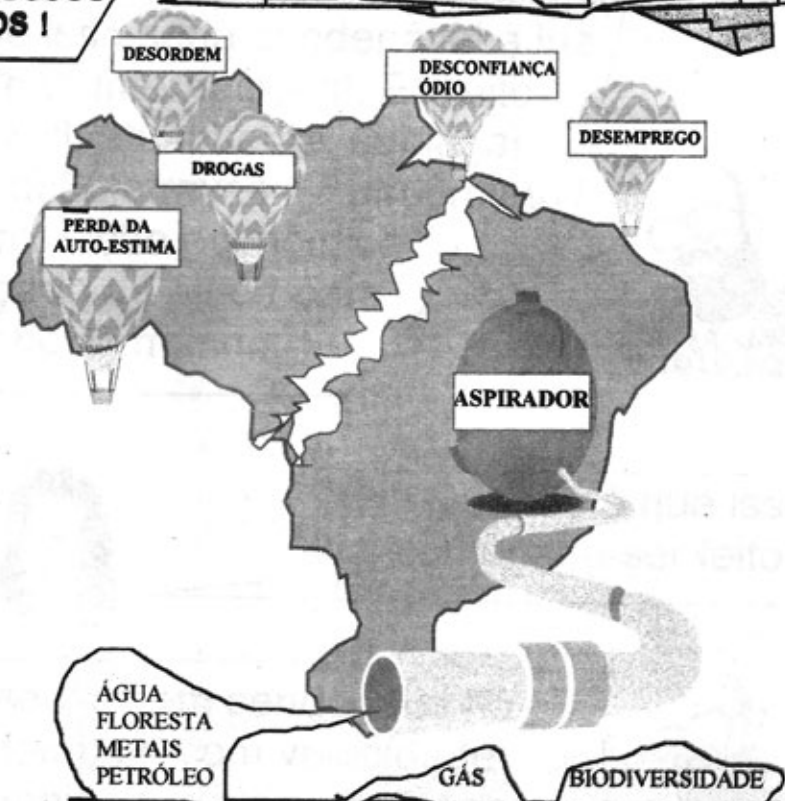 OS !
DESORDEM
DESCONFIANÇA
ÓDIO
DESEMPREGO
DROGAS
PERDA DA
AUTO-ESTIMA
ASPIRADOR
ÁGUA
FLORESTA
METAIS
PETRÓLEO
GÁS
BIODIVERSIDADE